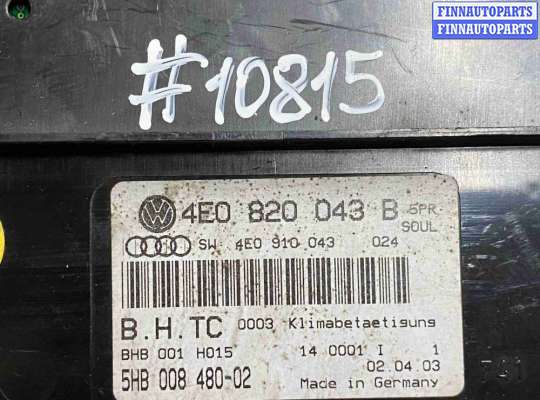 FINNAUTOPARTS
FINNAUTOPARTS
#10815
4E0 820 043 B 5PR
SOUL
SW 4E0 910 043 024
B.H.TC 0003 Klimabetaetigung
BHB 001 H015 14 0001 I 1
5HB 008 480-02 02.04.03
Made in Germany